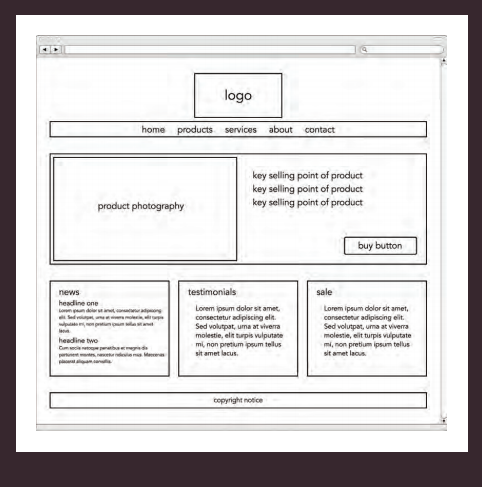 logo
home products services about contact
product photography
key selling point of product
key selling point of product
key selling point of product
buy button
news
headline one
Lorem ipsum dolor sit amet, consectetur adipiscing
elit. Sed volutpat, urna at viverra molestie, elit turpis
vulputate mi, non pretium ipsum tellus sit amet
lacus.
headline two
Cum sociis natoque penatibus et magnis dis
parturient montes, nascetur ridiculus mus. Maecenas
placerat aliquam convallis.
testimonials
Lorem ipsum dolor sit amet,
consectetur adipiscing elit.
Sed volutpat, urna at viverra
molestie, elit turpis vulputate
mi, non pretium ipsum tellus
sit amet lacus.
sale
Lorem ipsum dolor sit amet,
consectetur adipiscing elit.
Sed volutpat, urna at viverra
molestie, elit turpis vulputate
mi, non pretium ipsum tellus
sit amet lacus.
copyright notice